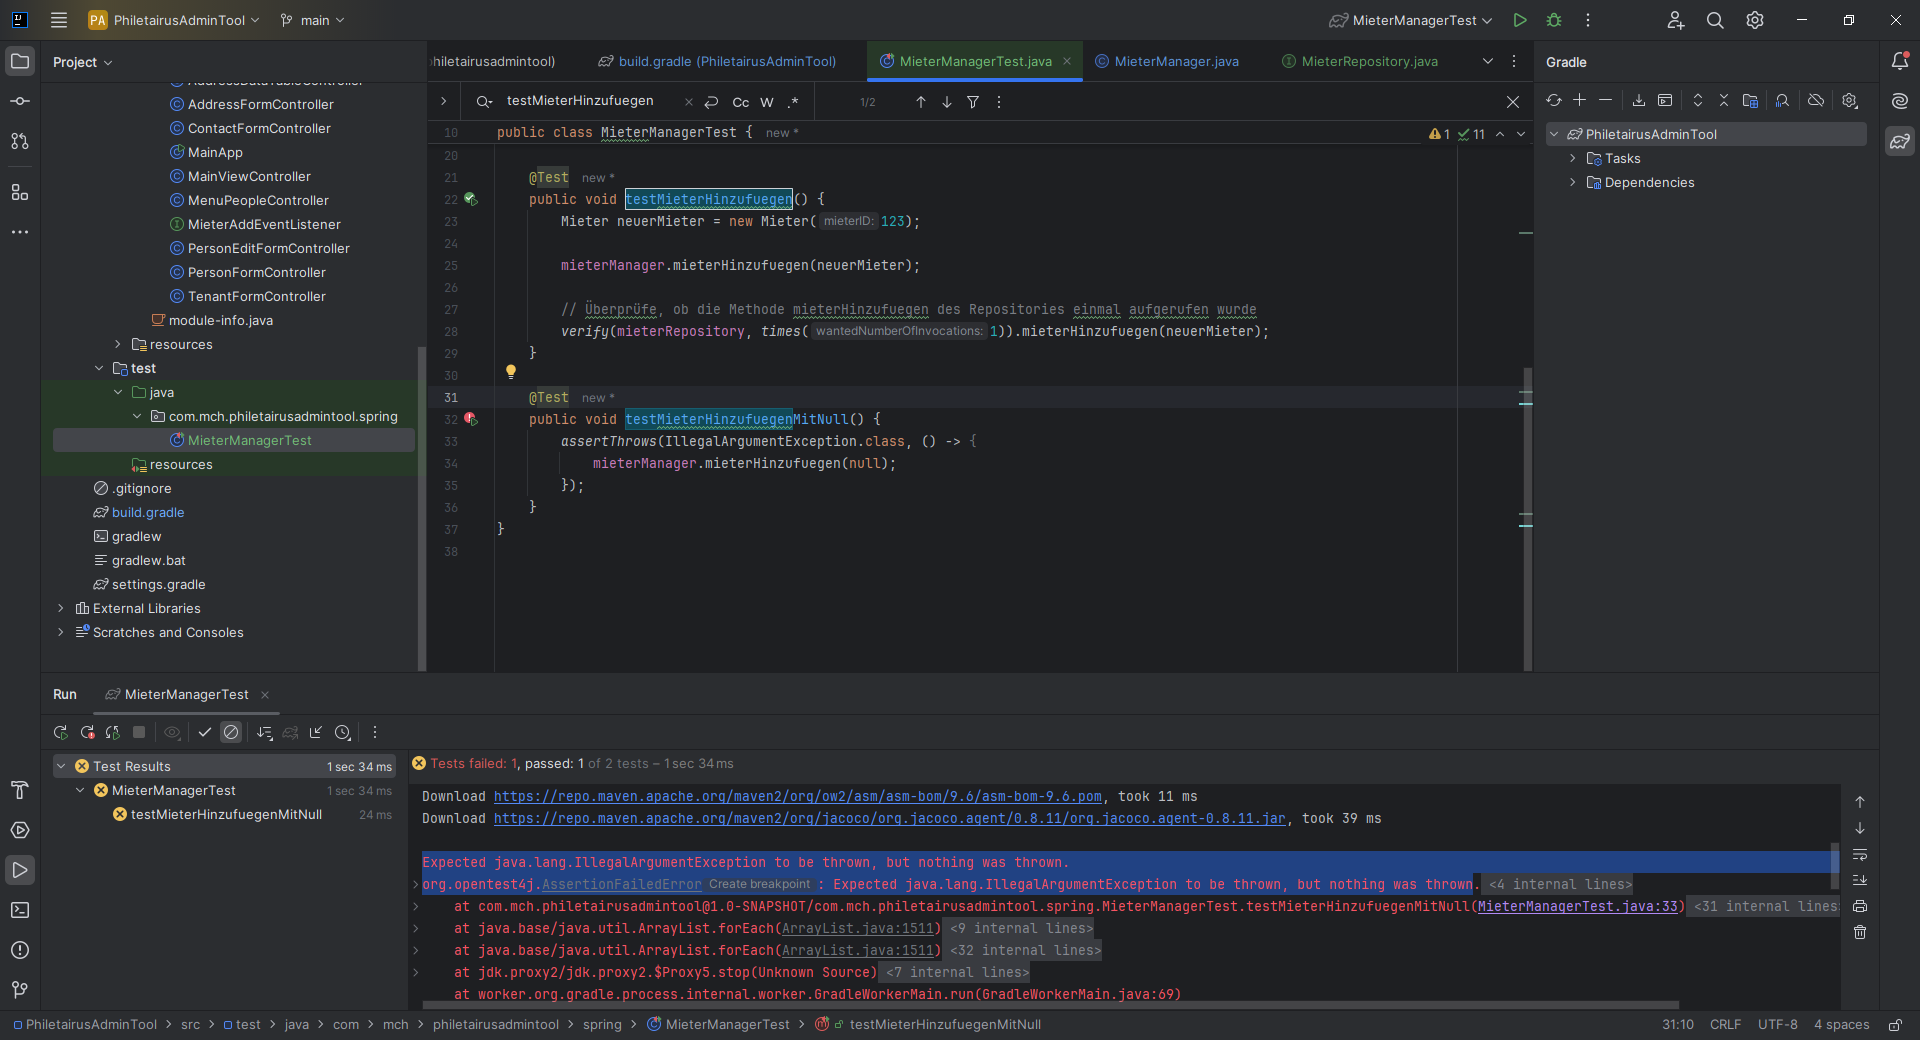 PA PhiletairusAdminTool main MieterManagerTest
Project
AddressFormController
ContactFormController
MainApp
MainViewController
MenuPeopleController
MieterAddEventListener
PersonEditFormController
PersonFormController
TenantFormController
module-info.java
resources
test
java
com.mch.philetairusadmintool.spring
MieterManagerTest
resources
.gitignore
build.gradle
gradlew
gradlew.bat
settings.gradle
External Libraries
Scratches and Consoles
hiletairusadmintool) build.gradle (PhiletairusAdminTool) MieterManagerTest.java MieterManager.java MieterRepository.java
testMieterHinzufuegen Cc W .* 1/2
10 public class MieterManagerTest { new * 1 11
20
21 @Test new *
22 public void testMieterHinzufuegen() {
23 Mieter neuerMieter = new Mieter( mieterID: 123);
24
25 mieterManager.mieterHinzufuegen(neuerMieter);
26
27 // Überprüfe, ob die Methode mieterHinzufuegen des Repositories einmal aufgerufen wurde
28 verify(mieterRepository, times( wantedNumberOfInvocations: 1)).mieterHinzufuegen(neuerMieter);
29 }
30
31 @Test new *
32 public void testMieterHinzufuegenMitNull() {
33 assertThrows(IllegalArgumentException.class, () -> {
34 mieterManager.mieterHinzufuegen(null);
35 });
36 }
37 }
38
Gradle
PhiletairusAdminTool
Tasks
Dependencies
Run MieterManagerTest
Test Results 1 sec 34 ms
MieterManagerTest 1 sec 34 ms
testMieterHinzufuegenMitNull 24 ms
Tests failed: 1, passed: 1 of 2 tests – 1 sec 34 ms
Download https://repo.maven.apache.org/maven2/org/ow2/asm/asm-bom/9.6/asm-bom-9.6.pom, took 11 ms
Download https://repo.maven.apache.org/maven2/org/jacoco/org.jacoco.agent/0.8.11/org.jacoco.agent-0.8.11.jar, took 39 ms
Expected java.lang.IllegalArgumentException to be thrown, but nothing was thrown.
org.opentest4j.AssertionFailedError Create breakpoint : Expected java.lang.IllegalArgumentException to be thrown, but nothing was thrown. <4 internal lines>
at com.mch.philetairusadmintool@1.0-SNAPSHOT/com.mch.philetairusadmintool.spring.MieterManagerTest.testMieterHinzufuegenMitNull(MieterManagerTest.java:33) <31 internal lines
at java.base/java.util.ArrayList.forEach(ArrayList.java:1511) <9 internal lines>
at java.base/java.util.ArrayList.forEach(ArrayList.java:1511) <32 internal lines>
at jdk.proxy2/jdk.proxy2.$Proxy5.stop(Unknown Source) <7 internal lines>
at worker.org.gradle.process.internal.worker.GradleWorkerMain.run(GradleWorkerMain.java:69)
PhiletairusAdminTool > src > test > java > com > mch > philetairusadmintool > spring > MieterManagerTest > testMieterHinzufuegenMitNull 31:10 CRLF UTF-8 4 spaces